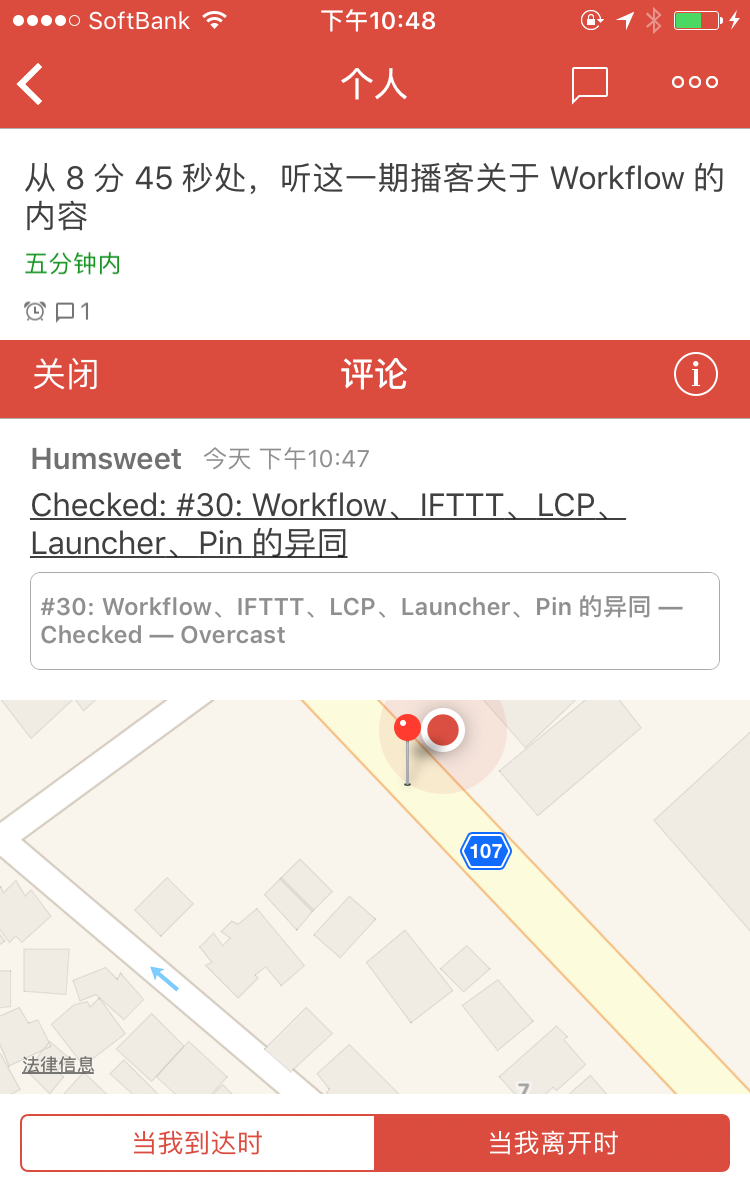 SoftBank 下午10:48
个人
从 8 分 45 秒处，听这一期播客关于 Workflow 的
内容
五分钟内
1
关闭 评论 i
Humsweet 今天 下午10:47
Checked: #30: Workflow、IFTTT、LCP、
Launcher、Pin 的异同
#30: Workflow、IFTTT、LCP、Launcher、Pin 的异同 —
Checked — Overcast
107
法律信息
7
当我到达时 当我离开时